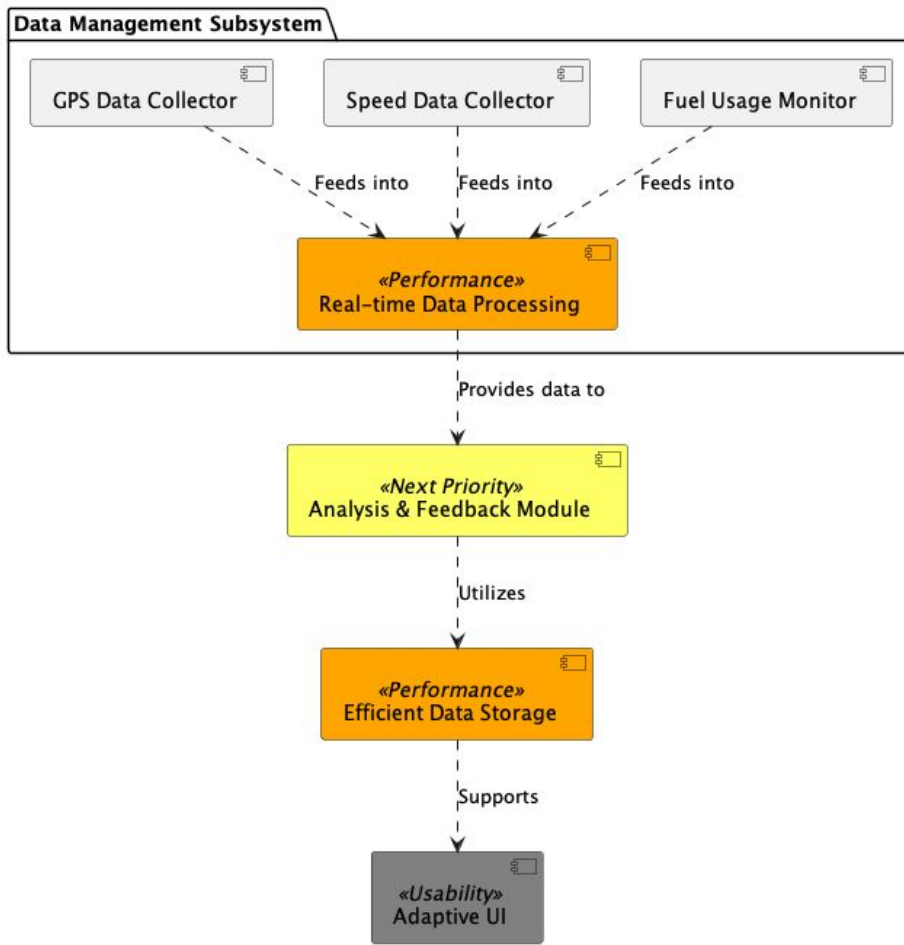 Data Management Subsystem
GPS Data Collector
Speed Data Collector
Fuel Usage Monitor
Feeds into
Feeds into
Feeds into
«Performance»
Real-time Data Processing
Provides data to
«Next Priority»
Analysis & Feedback Module
Utilizes
«Performance»
Efficient Data Storage
Supports
«Usability»
Adaptive UI